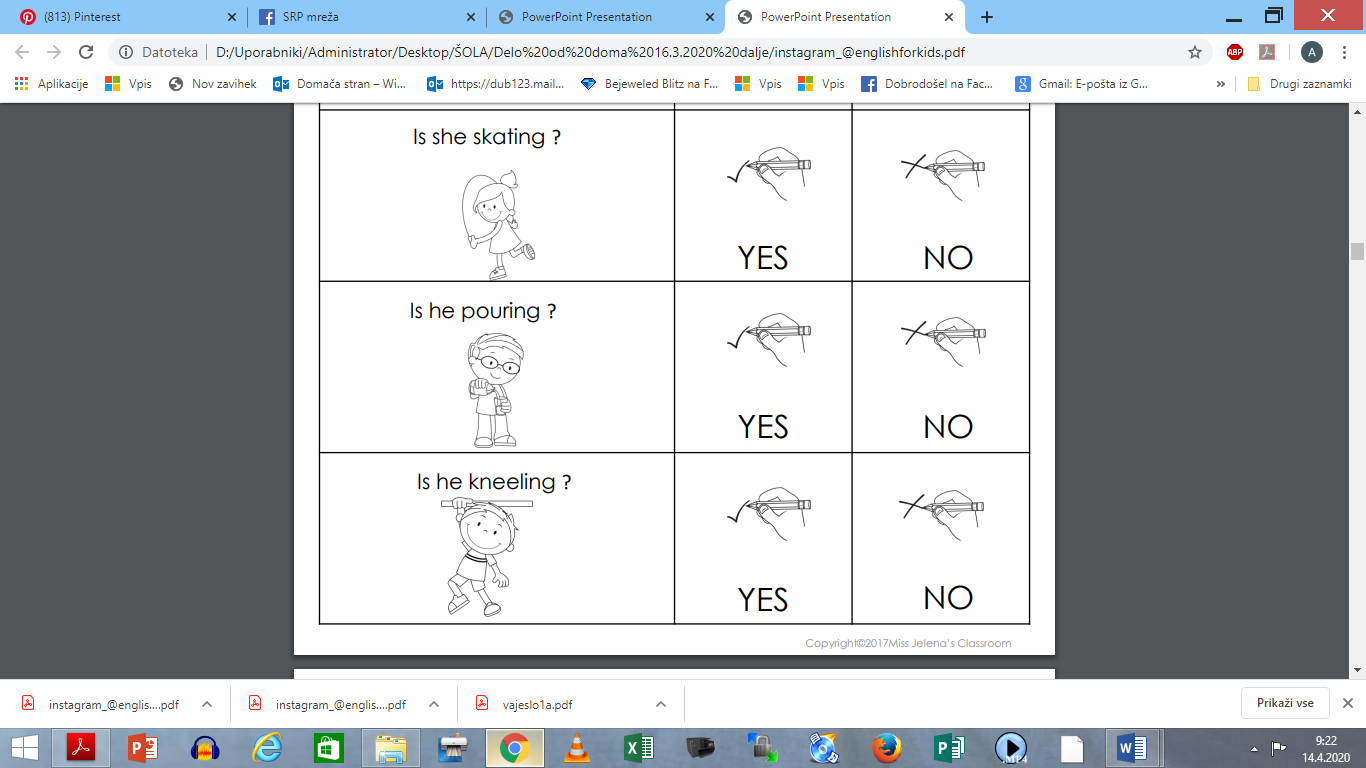 (813) Pinterest
SRP mreža
PowerPoint Presentation
PowerPoint Presentation
Datoteka
D:/Uporabniki/Administrator/Desktop/ŠOLA/Delo%20od%20doma%2016.3.2020%20dalje/instagram_@englishforkids.pdf
A
ABP
Aplikacije
Vpis
Nov zavihek
Domača stran – Wi...
https://dub123.mail...
Bejeweled Blitz na F...
Vpis
Vpis
Dobrodošel na Fac...
Gmail: E-pošta iz G...
»
Drugi zaznamki
Is she skating ?
YES
NO
Is he pouring ?
YES
NO
Is he kneeling ?
YES
NO
Copyright©2017Miss Jelena's Classroom
instagram_@englis....pdf
instagram_@englis....pdf
vajeslo1a.pdf
Prikaži vse
MP4
9:22
14.4.2020